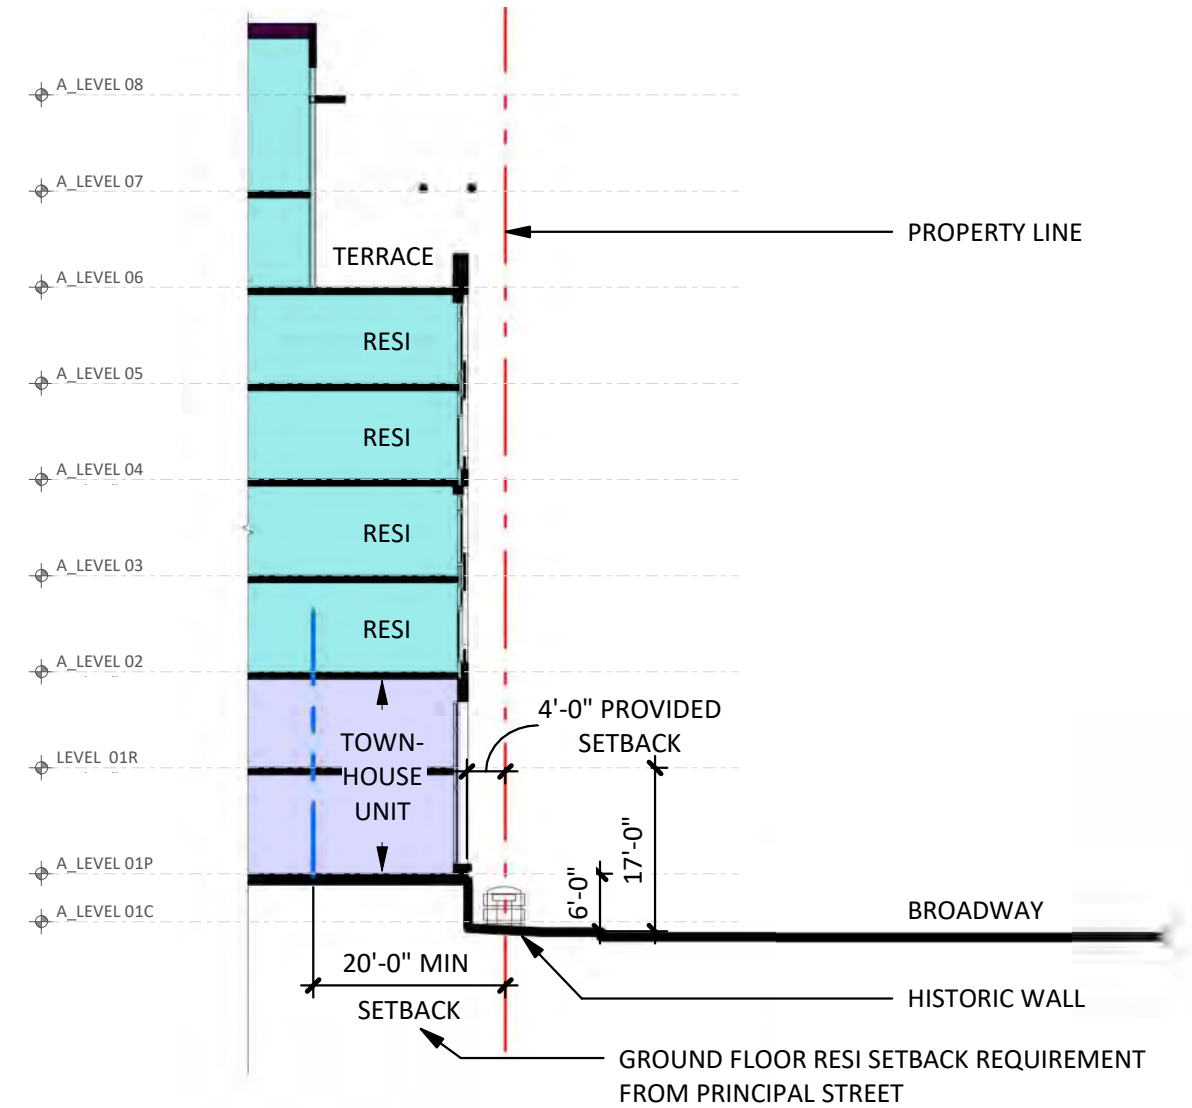 A_LEVEL 08
A_LEVEL 07
PROPERTY LINE
TERRACE
A_LEVEL 06
RESI
A_LEVEL 05
RESI
A_LEVEL 04
RESI
A_LEVEL 03
RESI
A_LEVEL 02
4'-0" PROVIDED
SETBACK
TOWN-
HOUSE
UNIT
LEVEL 01R
17'-0"
6'-0"
A_LEVEL 01P
A_LEVEL 01C
BROADWAY
20'-0" MIN
SETBACK
HISTORIC WALL
GROUND FLOOR RESI SETBACK REQUIREMENT
FROM PRINCIPAL STREET